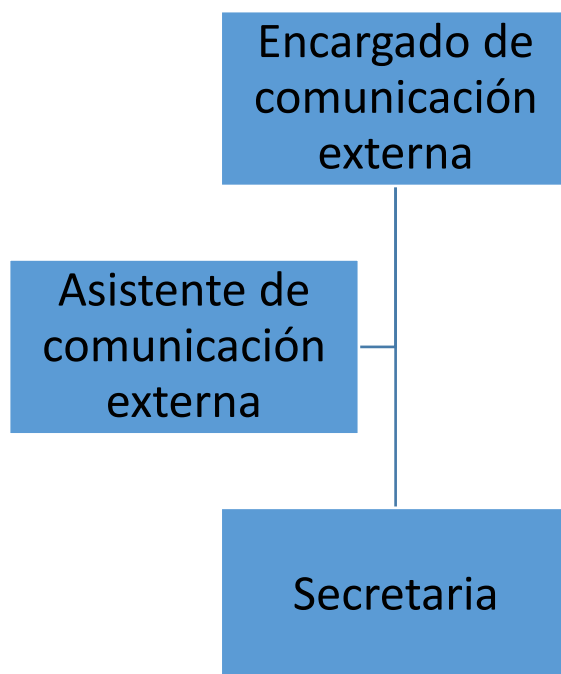 Encargado de
comunicación
externa
Asistente de
comunicación
externa
Secretaria